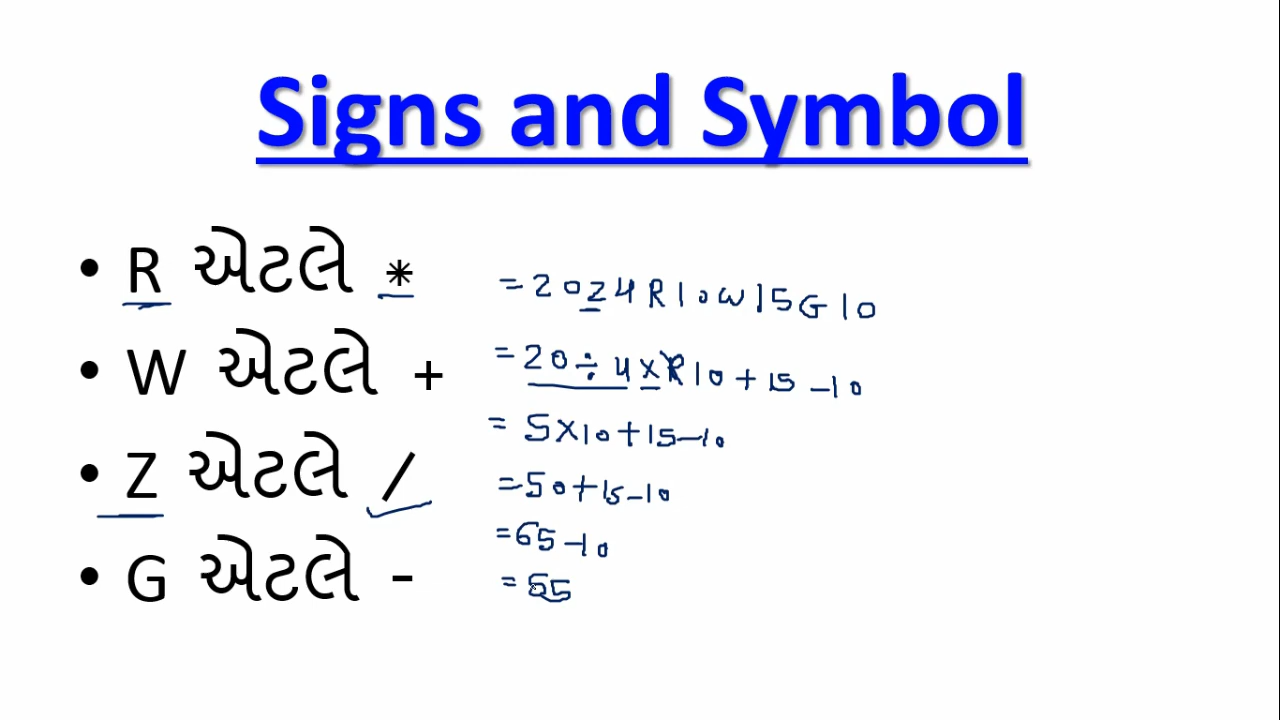 Signs and Symbol
• R એટલે *
• W એટલે +
• Z એટલે /
• G એટલે -
= 20Z4R10W15G10
= 20÷4×R10+15-10
= 5×10+15-10
=50+15-10
=65-10
= 55